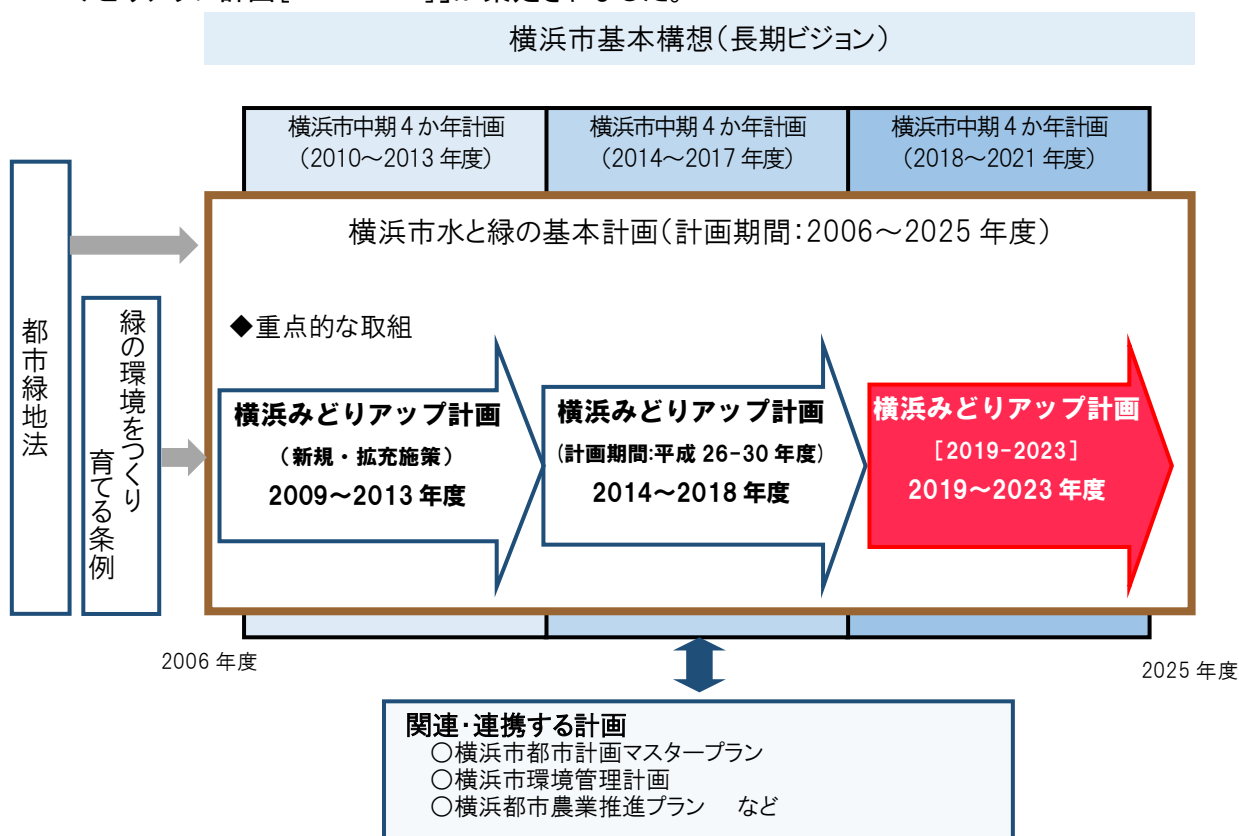 横浜市基本構想（長期ビジョン）
横浜市中期４か年計画
（2010～2013 年度）
横浜市中期４か年計画
（2014～2017 年度）
横浜市中期４か年計画
（2018～2021 年度）
横浜市水と緑の基本計画（計画期間：2006～2025 年度）
都市緑地法
緑の環境をつくり
育てる条例
◆重点的な取組
横浜みどりアップ計画
（新規・拡充施策）
2009～2013 年度
横浜みどりアップ計画
(計画期間:平成 26-30 年度)
2014～2018 年度
横浜みどりアップ計画
[2019-2023]
2019～2023 年度
2006 年度
2025 年度
関連・連携する計画
○横浜市都市計画マスタープラン
○横浜市環境管理計画
○横浜都市農業推進プラン　など